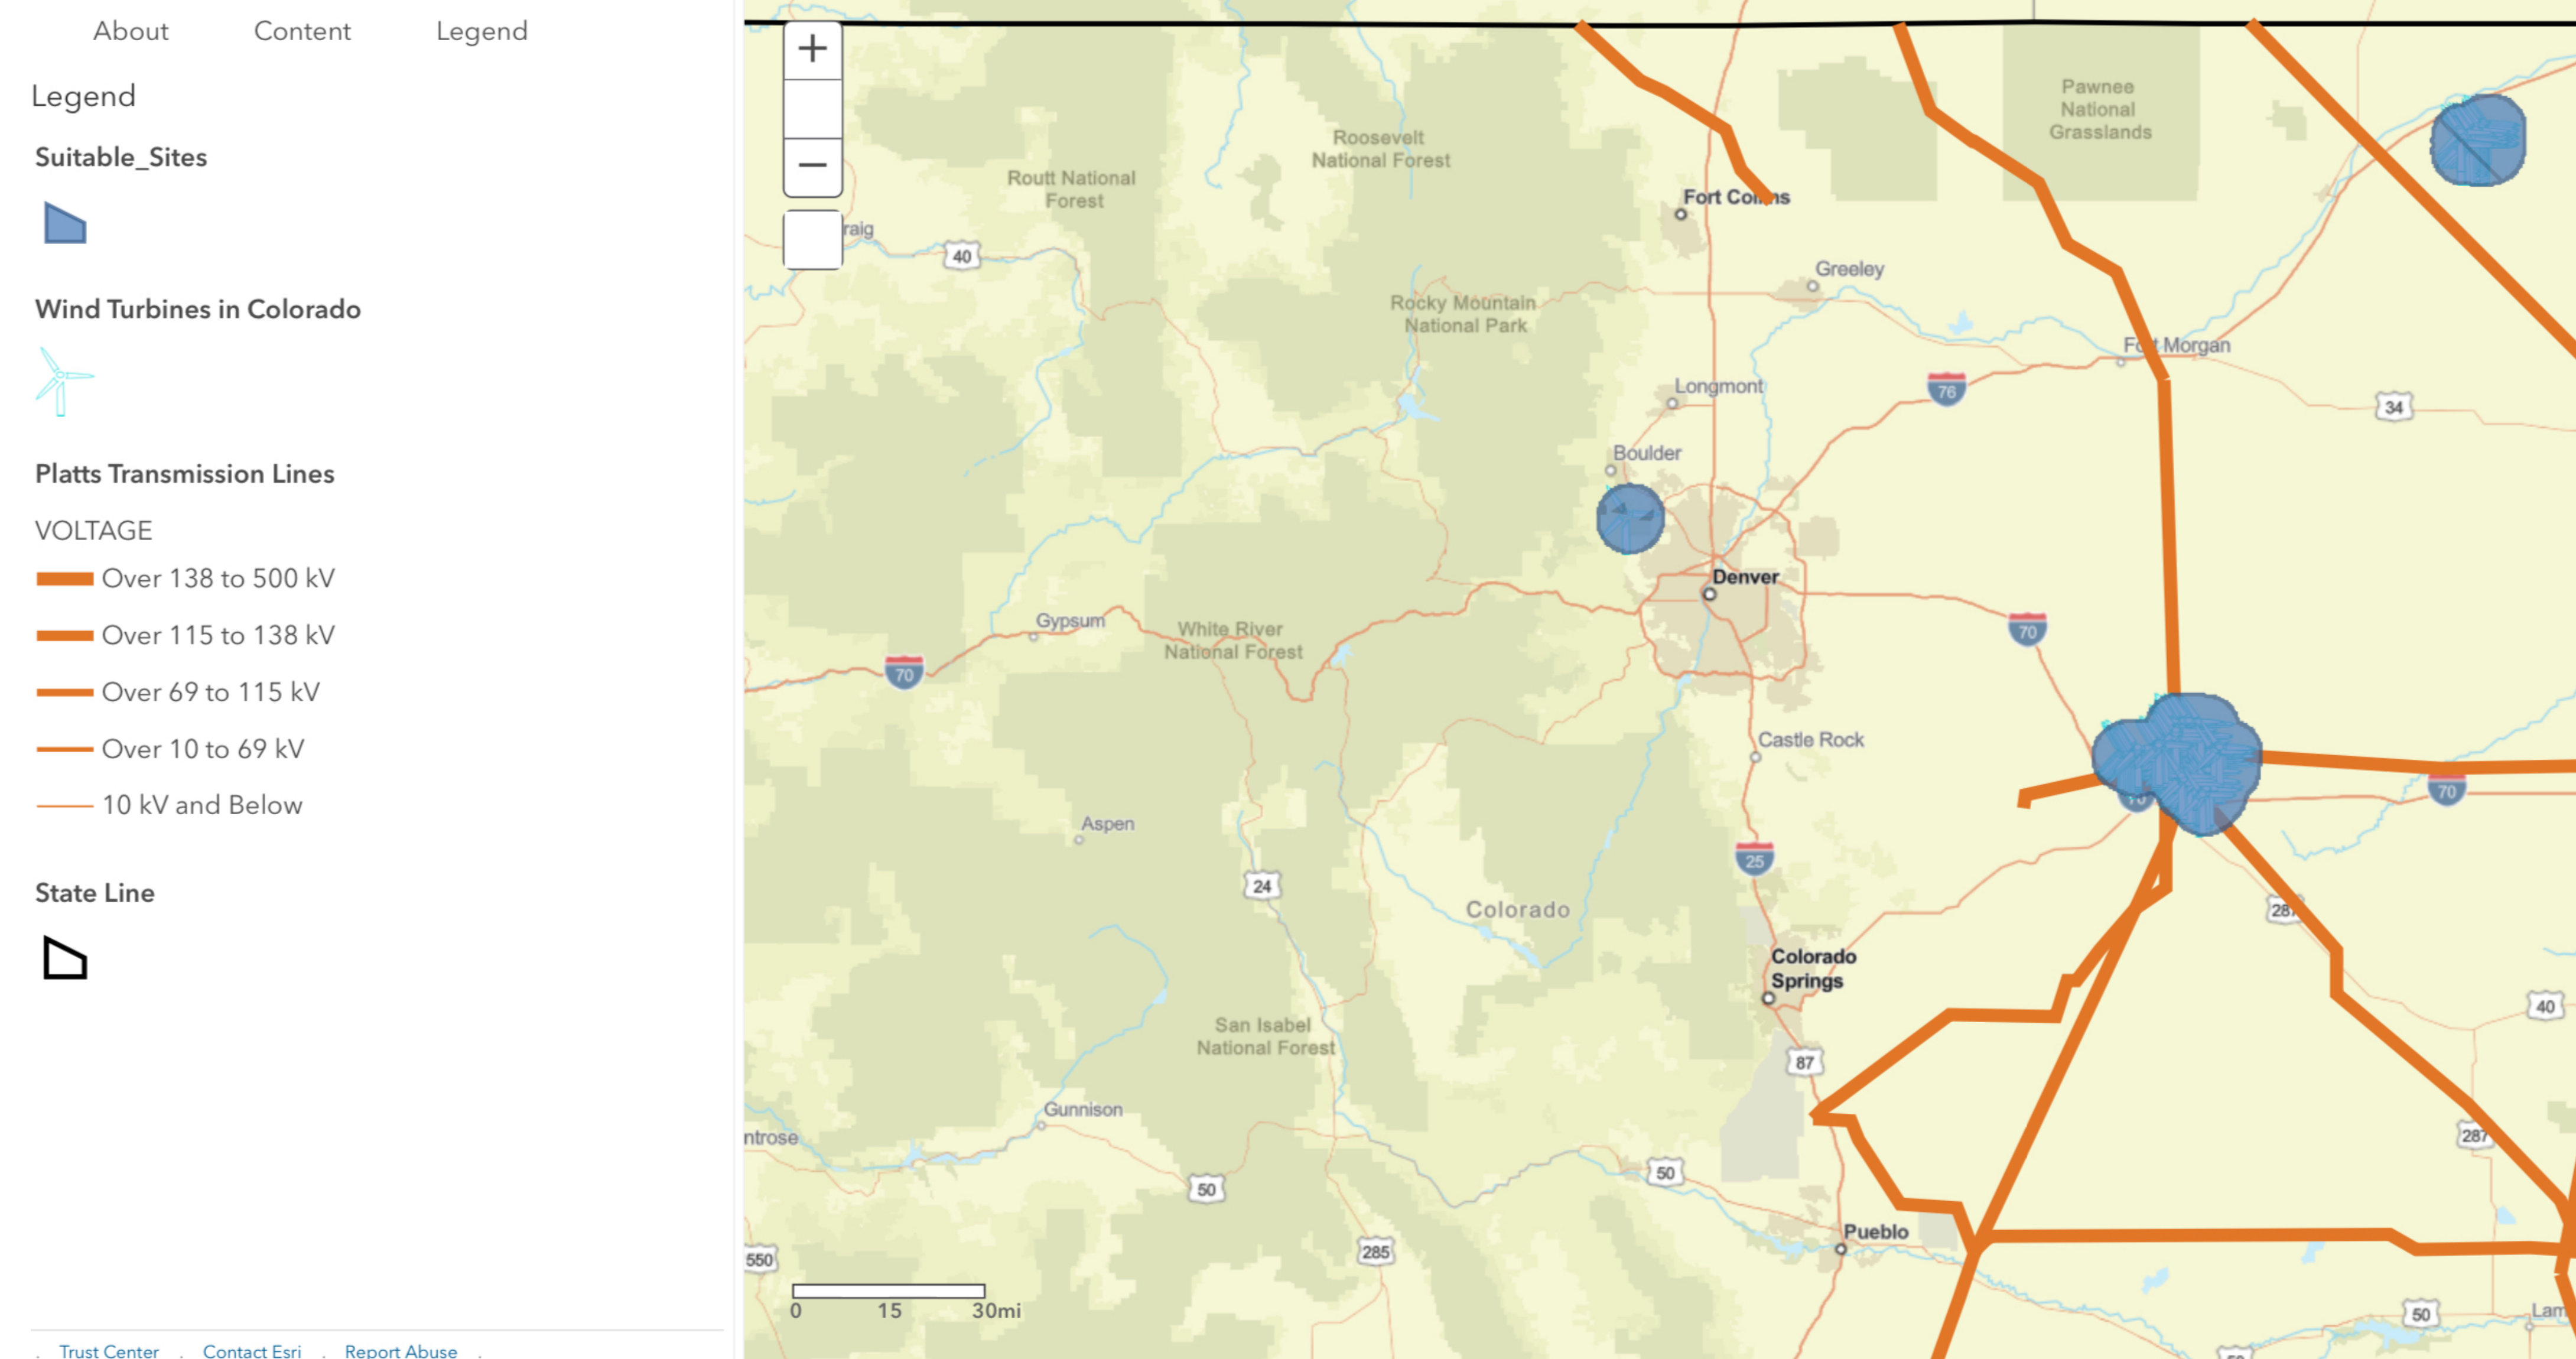 About Content Legend
Legend
Suitable_Sites
Wind Turbines in Colorado
Platts Transmission Lines
VOLTAGE
Over 138 to 500 kV
Over 115 to 138 kV
Over 69 to 115 kV
Over 10 to 69 kV
10 kV and Below
State Line
Trust Center . Contact Esri . Report Abuse .
+
−
Pawnee
National
Grasslands
Roosevelt
National Forest
Routt National
Forest
Fort Collins
raig
40
Greeley
Rocky Mountain
National Park
Fort Morgan
Longmont
76
34
Boulder
Denver
Gypsum
White River
National Forest
70
70
Castle Rock
70
70
Aspen
25
24
Colorado
287
Colorado
Springs
40
San Isabel
National Forest
87
Gunnison
ntrose
287
50
50
Pueblo
550
285
0 15 30mi
50
Lam